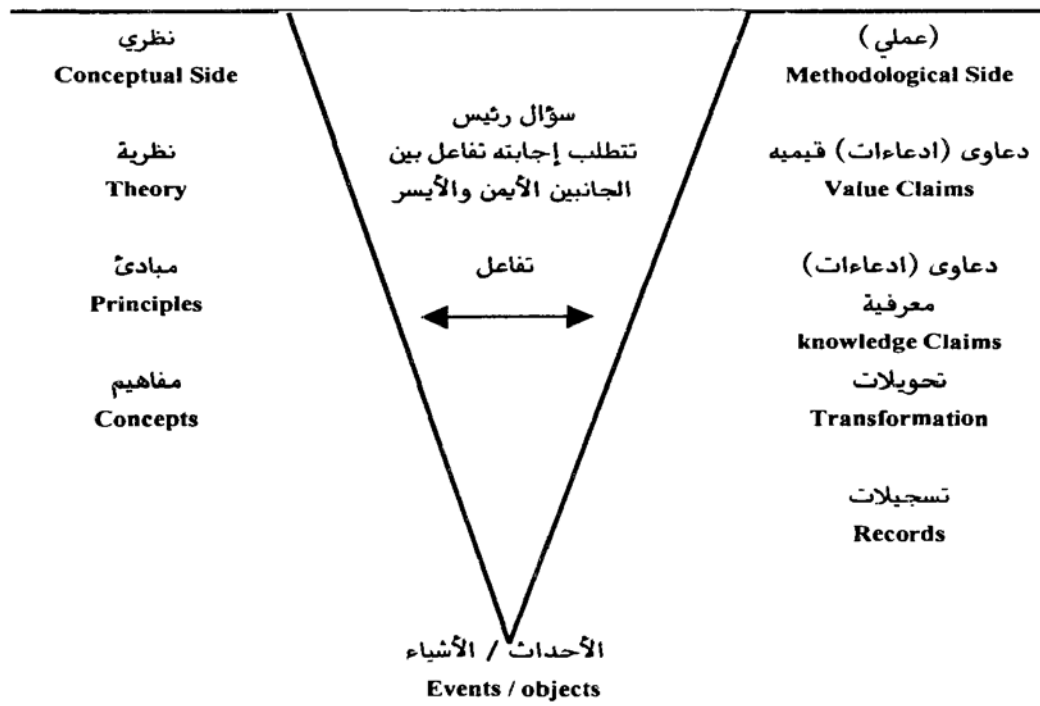 نظري
Conceptual Side
نظرية
Theory
مبادئ
Principles
مفاهيم
Concepts
سؤال رئيس
تتطلب إجابته تفاعل بين
الجانبين الأيمن والأيسر
تفاعل
(عملي)
Methodological Side
دعاوى (ادعاءات) قيميه
Value Claims
دعاوى (ادعاءات)
معرفية
knowledge Claims
تحويلات
Transformation
تسجيلات
Records
الأحداث / الأشياء
Events / objects